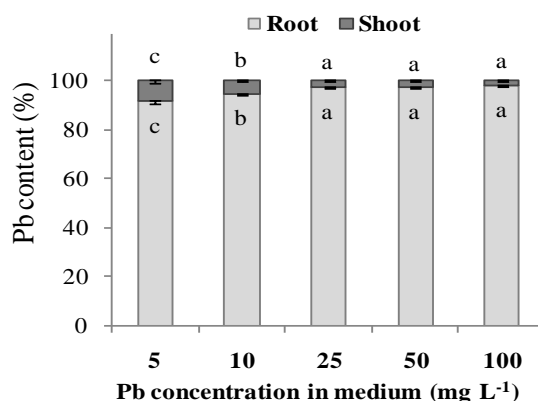 Root Shoot
c b a a a
100
80
60
40
20
0
c b a a a
5 10 25 50 100
Pb content (%)
Pb concentration in medium (mg L⁻¹)